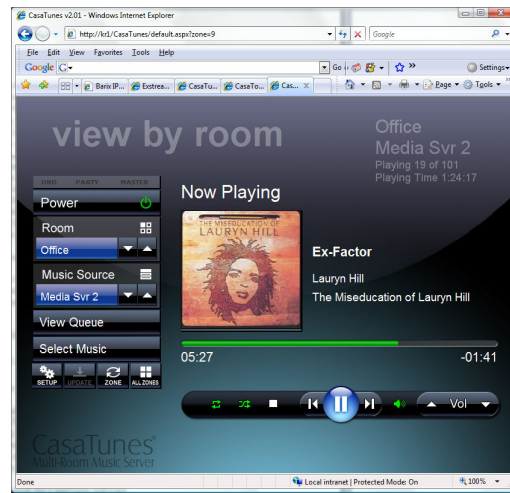 CasaTunes v2.01 - Windows Internet Explorer
http://kr1/CasaTunes/default.aspx?zone=9
Google
File Edit View Favorites Tools Help
Google G Go Settings
Barix IP... Exstrea... CasaTu... CasaTo... Cas... X Page Tools
view by room
Office
Media Svr 2
Playing 19 of 101
Playing Time 1:24:17
DND PARTY MASTER
Power
Room
Office
Music Source
Media Svr 2
View Queue
Select Music
SETUP UPDATE ZONE ALL ZONES
Now Playing
THE MISEDUCATION OF
LAURYN HILL
Ex-Factor
Lauryn Hill
The Miseducation of Lauryn Hill
05:27 -01:41
Vol
CasaTunes®
Multi-Room Music Server
Done Local intranet | Protected Mode: On 100%